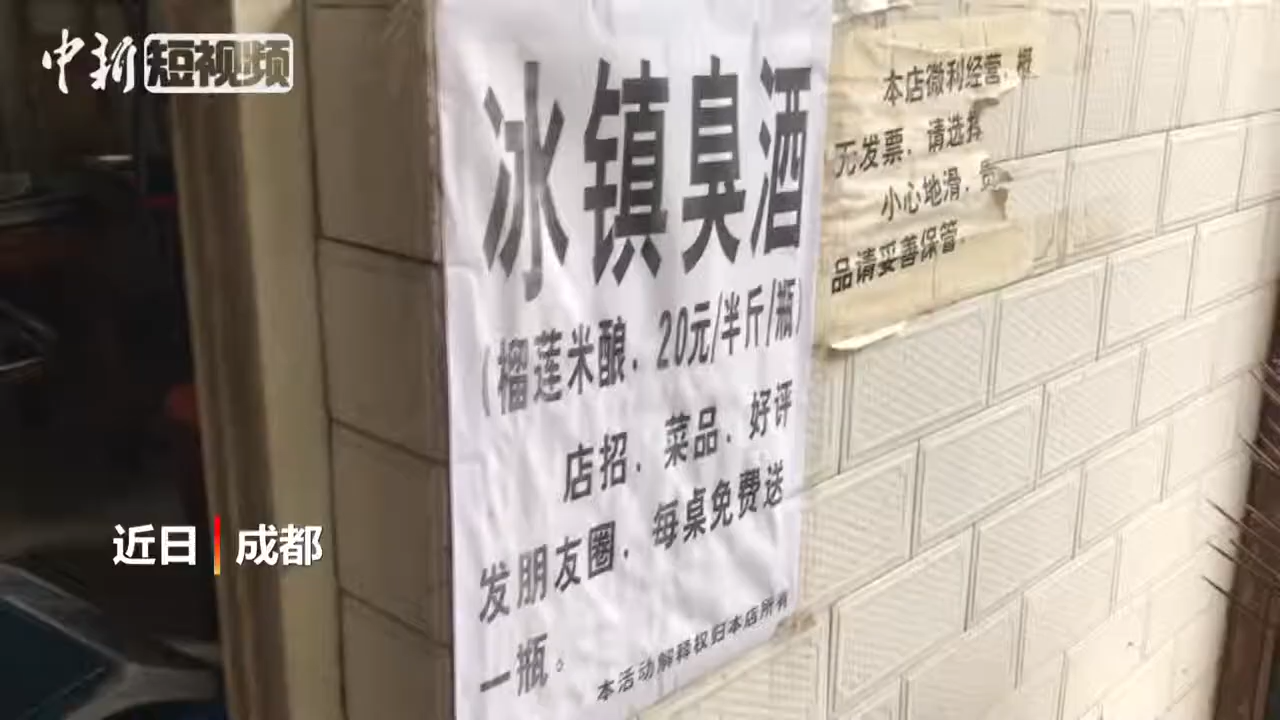 中新短视频
冰镇臭酒
(榴莲米酿、20元/半斤/瓶)
店招、菜品、好评
发朋友圈、每桌免费送
一瓶。
本活动解释权归本店所有
本店微利经营、概
无发票、请选择
小心地滑、贵
品请妥善保管、
近日 成都